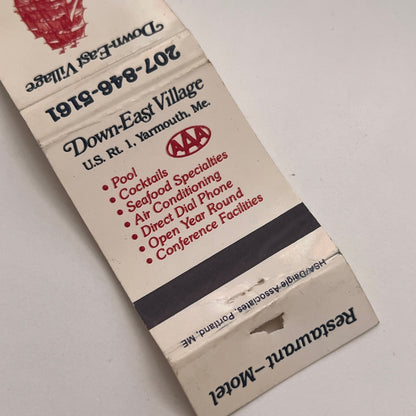 Down-East Village
207-846-5161
Down-East Village
U.S. Rt. 1, Yarmouth, Me.
AAA
• Pool
• Cocktails
• Seafood Specialties
• Air Conditioning
• Direct Dial Phone
• Open Year Round
• Conference Facilities
HSA/Daigle Associates, Portland, ME
Restaurant – Motel